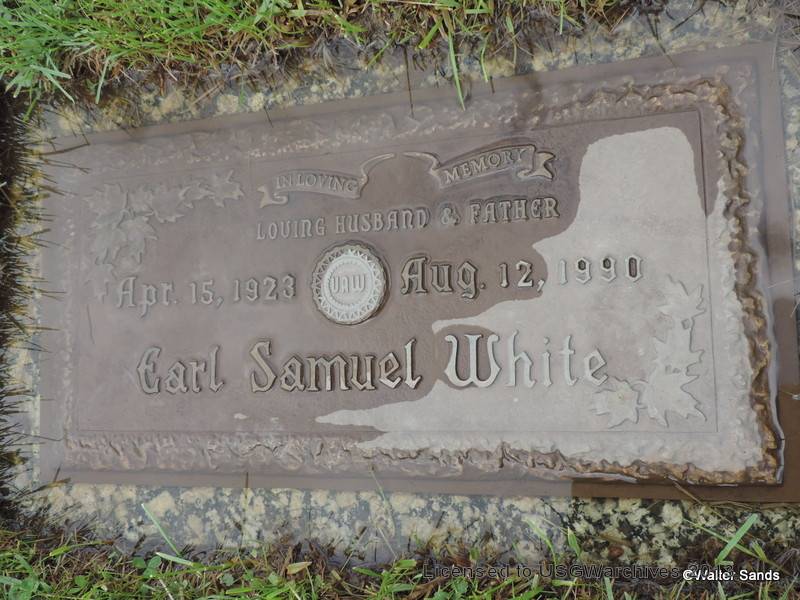 IN LOVING MEMORY
LOVING HUSBAND & FATHER
Apr. 15, 1923 UAW Aug. 12, 1990
Earl Samuel White
Licensed to USGWarchives
©Walter Sands